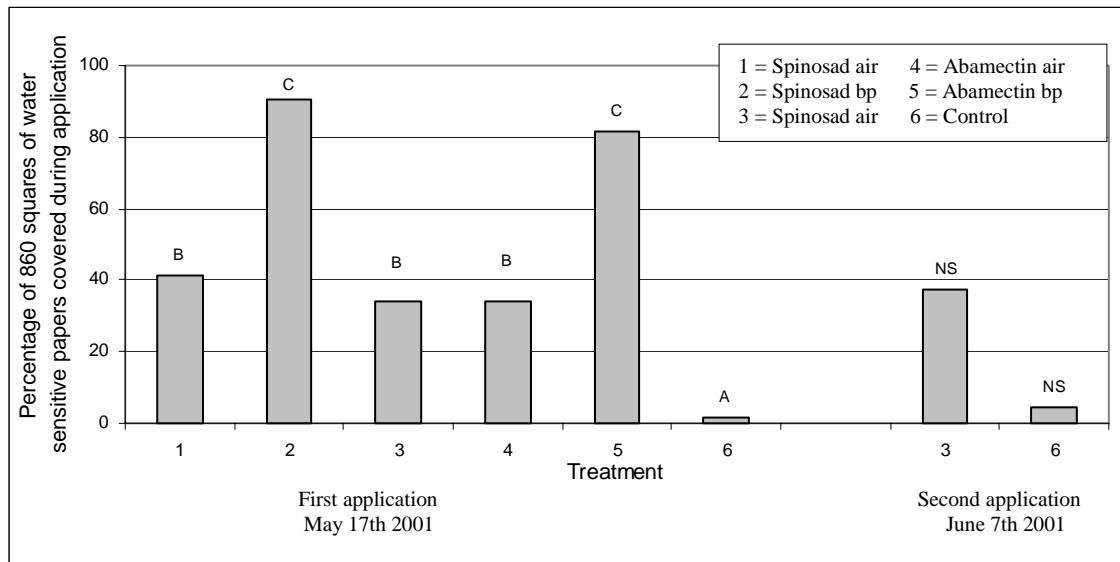 Percentage of 860 squares of water
sensitive papers covered during application
100
80
60
40
20
0
1 = Spinosad air 4 = Abamectin air
2 = Spinosad bp 5 = Abamectin bp
3 = Spinosad air 6 = Control
B
C
B
B
C
A
NS
NS
1 2 3 4 5 6 3 6
Treatment
First application
May 17th 2001
Second application
June 7th 2001